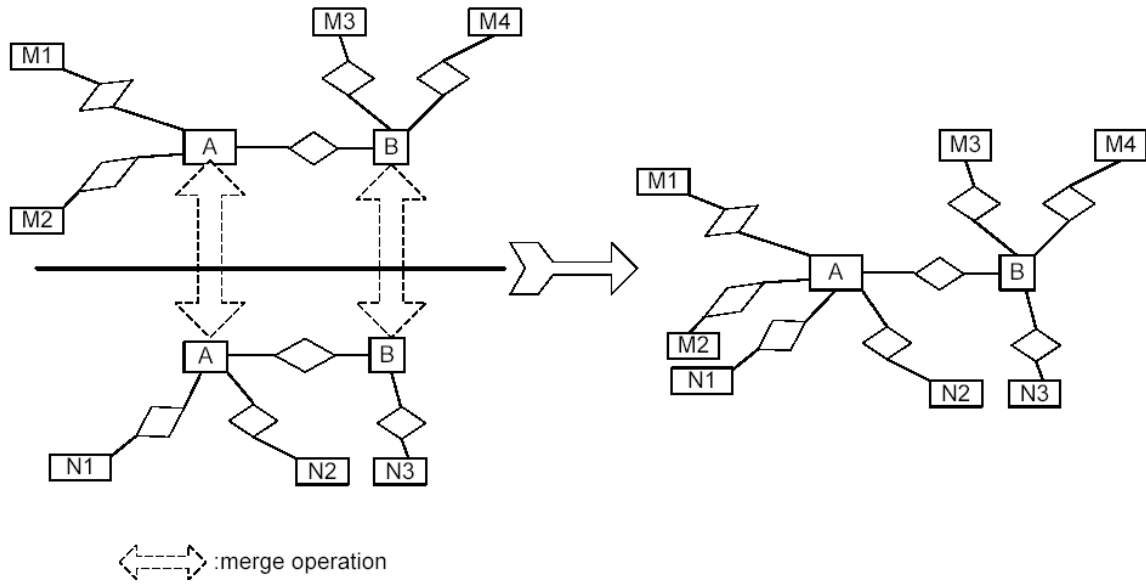 M3 M4
M1
A B
M2
A B
N1 N2 N3
M3 M4
M1
A B
M2
N1 N2 N3
:merge operation